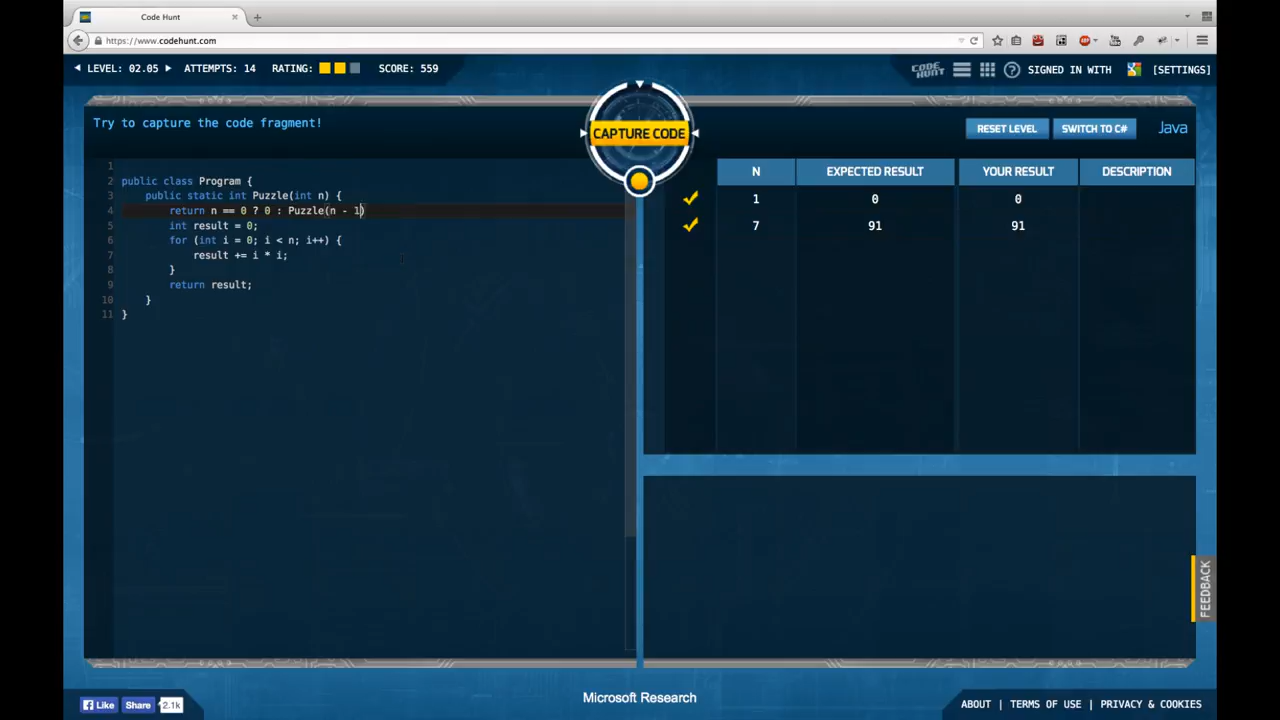 Code Hunt
https://www.codehunt.com
LEVEL: 02.05 ATTEMPTS: 14 RATING: SCORE: 559
CODE HUNT SIGNED IN WITH [SETTINGS]
Try to capture the code fragment!
CAPTURE CODE
RESET LEVEL SWITCH TO C# Java
1
2 public class Program {
3 public static int Puzzle(int n) {
4 return n == 0 ? 0 : Puzzle(n - 1)
5 int result = 0;
6 for (int i = 0; i < n; i++) {
7 result += i * i;
8 }
9 return result;
10 }
11 }
N EXPECTED RESULT YOUR RESULT DESCRIPTION
1 0 0
7 91 91
FEEDBACK
Like Share 2.1k
Microsoft Research
ABOUT | TERMS OF USE | PRIVACY & COOKIES